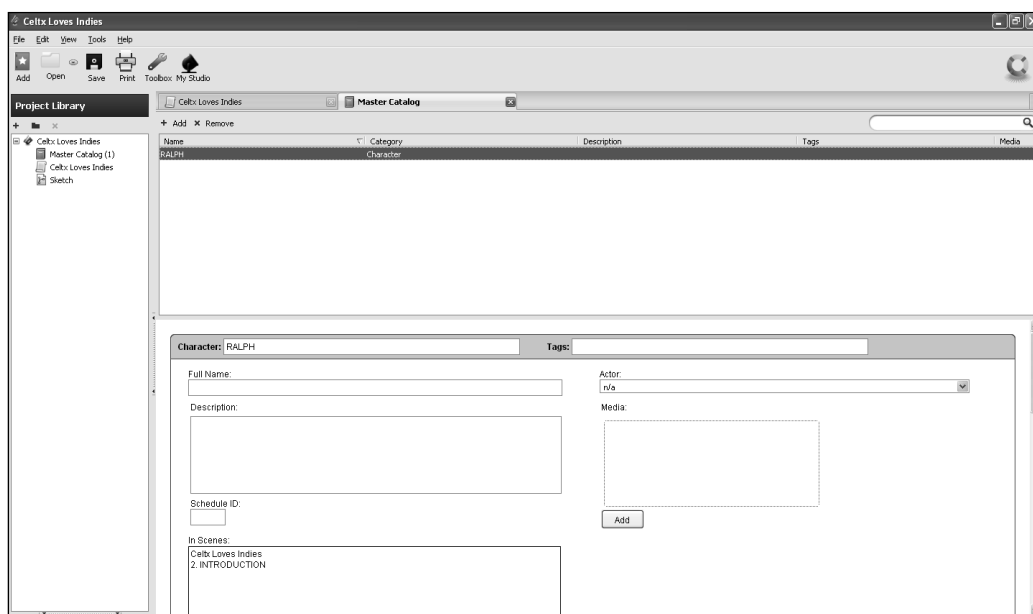 Celtx Loves Indies
File Edit View Tools Help
Add Open Save Print Toolbox My Studio
Project Library
Celtx Loves Indies Master Catalog
+ Add × Remove
Name Category Description Tags Media
RALPH Character
Celtx Loves Indies
Master Catalog (1)
Celtx Loves Indies
Sketch
Character: RALPH Tags:
Full Name: Actor:
n/a
Description: Media:
Schedule ID:
Add
In Scenes:
Celtx Loves Indies
2. INTRODUCTION